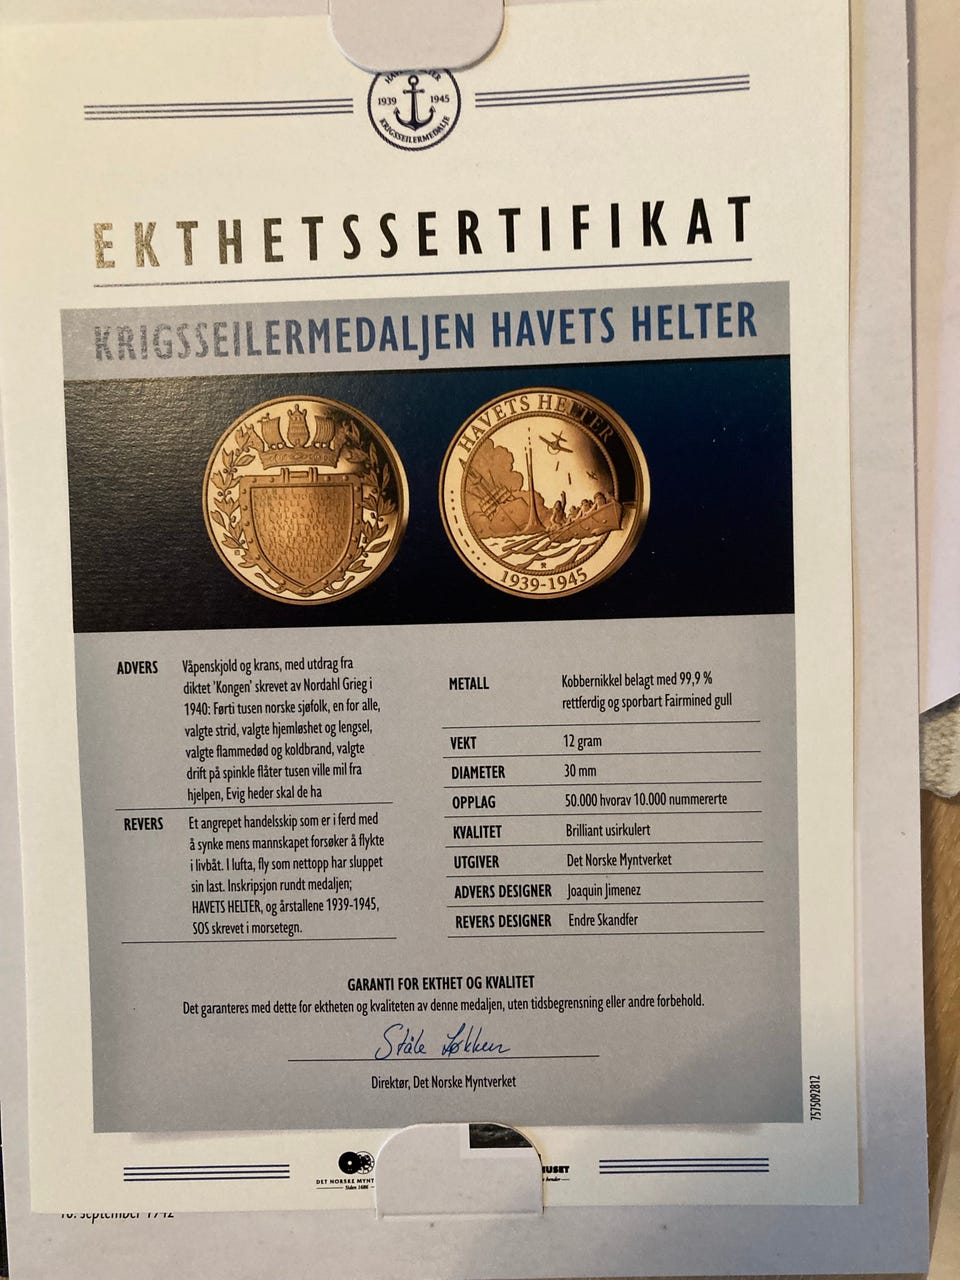 1939 1945
KRIGSSEILERMEDALJE
EKTHETSSERTIFIKAT
KRIGSSEILERMEDALJEN HAVETS HELTER
HAVETS HELTER
1939-1945
ADVERS
Våpenskjold og krans, med utdrag fra
diktet 'Kongen' skrevet av Nordahl Grieg i
1940: Førti tusen norske sjøfolk, en for alle,
valgte strid, valgte hjemløshet og lengsel,
valgte flammedød og koldbrand, valgte
drift på spinkle flåter tusen ville mil fra
hjelpen, Evig heder skal de ha
REVERS
Et angrepet handelsskip som er i ferd med
å synke mens mannskapet forsøker å flykte
i livbåt. I lufta, fly som nettopp har sluppet
sin last. Inskripsjon rundt medaljen;
HAVETS HELTER, og årstallene 1939-1945,
SOS skrevet i morsetegn.
METALL Kobbernikkel belagt med 99,9 %
rettferdig og sporbart Fairmined gull
VEKT 12 gram
DIAMETER 30 mm
OPPLAG 50.000 hvorav 10.000 nummererte
KVALITET Brilliant usirkulert
UTGIVER Det Norske Myntverket
ADVERS DESIGNER Joaquin Jimenez
REVERS DESIGNER Endre Skandfer
GARANTI FOR EKTHET OG KVALITET
Det garanteres med dette for ektheten og kvaliteten av denne medaljen, uten tidsbegrensning eller andre forbehold.
Ståle Løkken
Direktør, Det Norske Myntverket
7575092812
DET NORSKE MYNT
Siden 1686
HUSET
september 1942